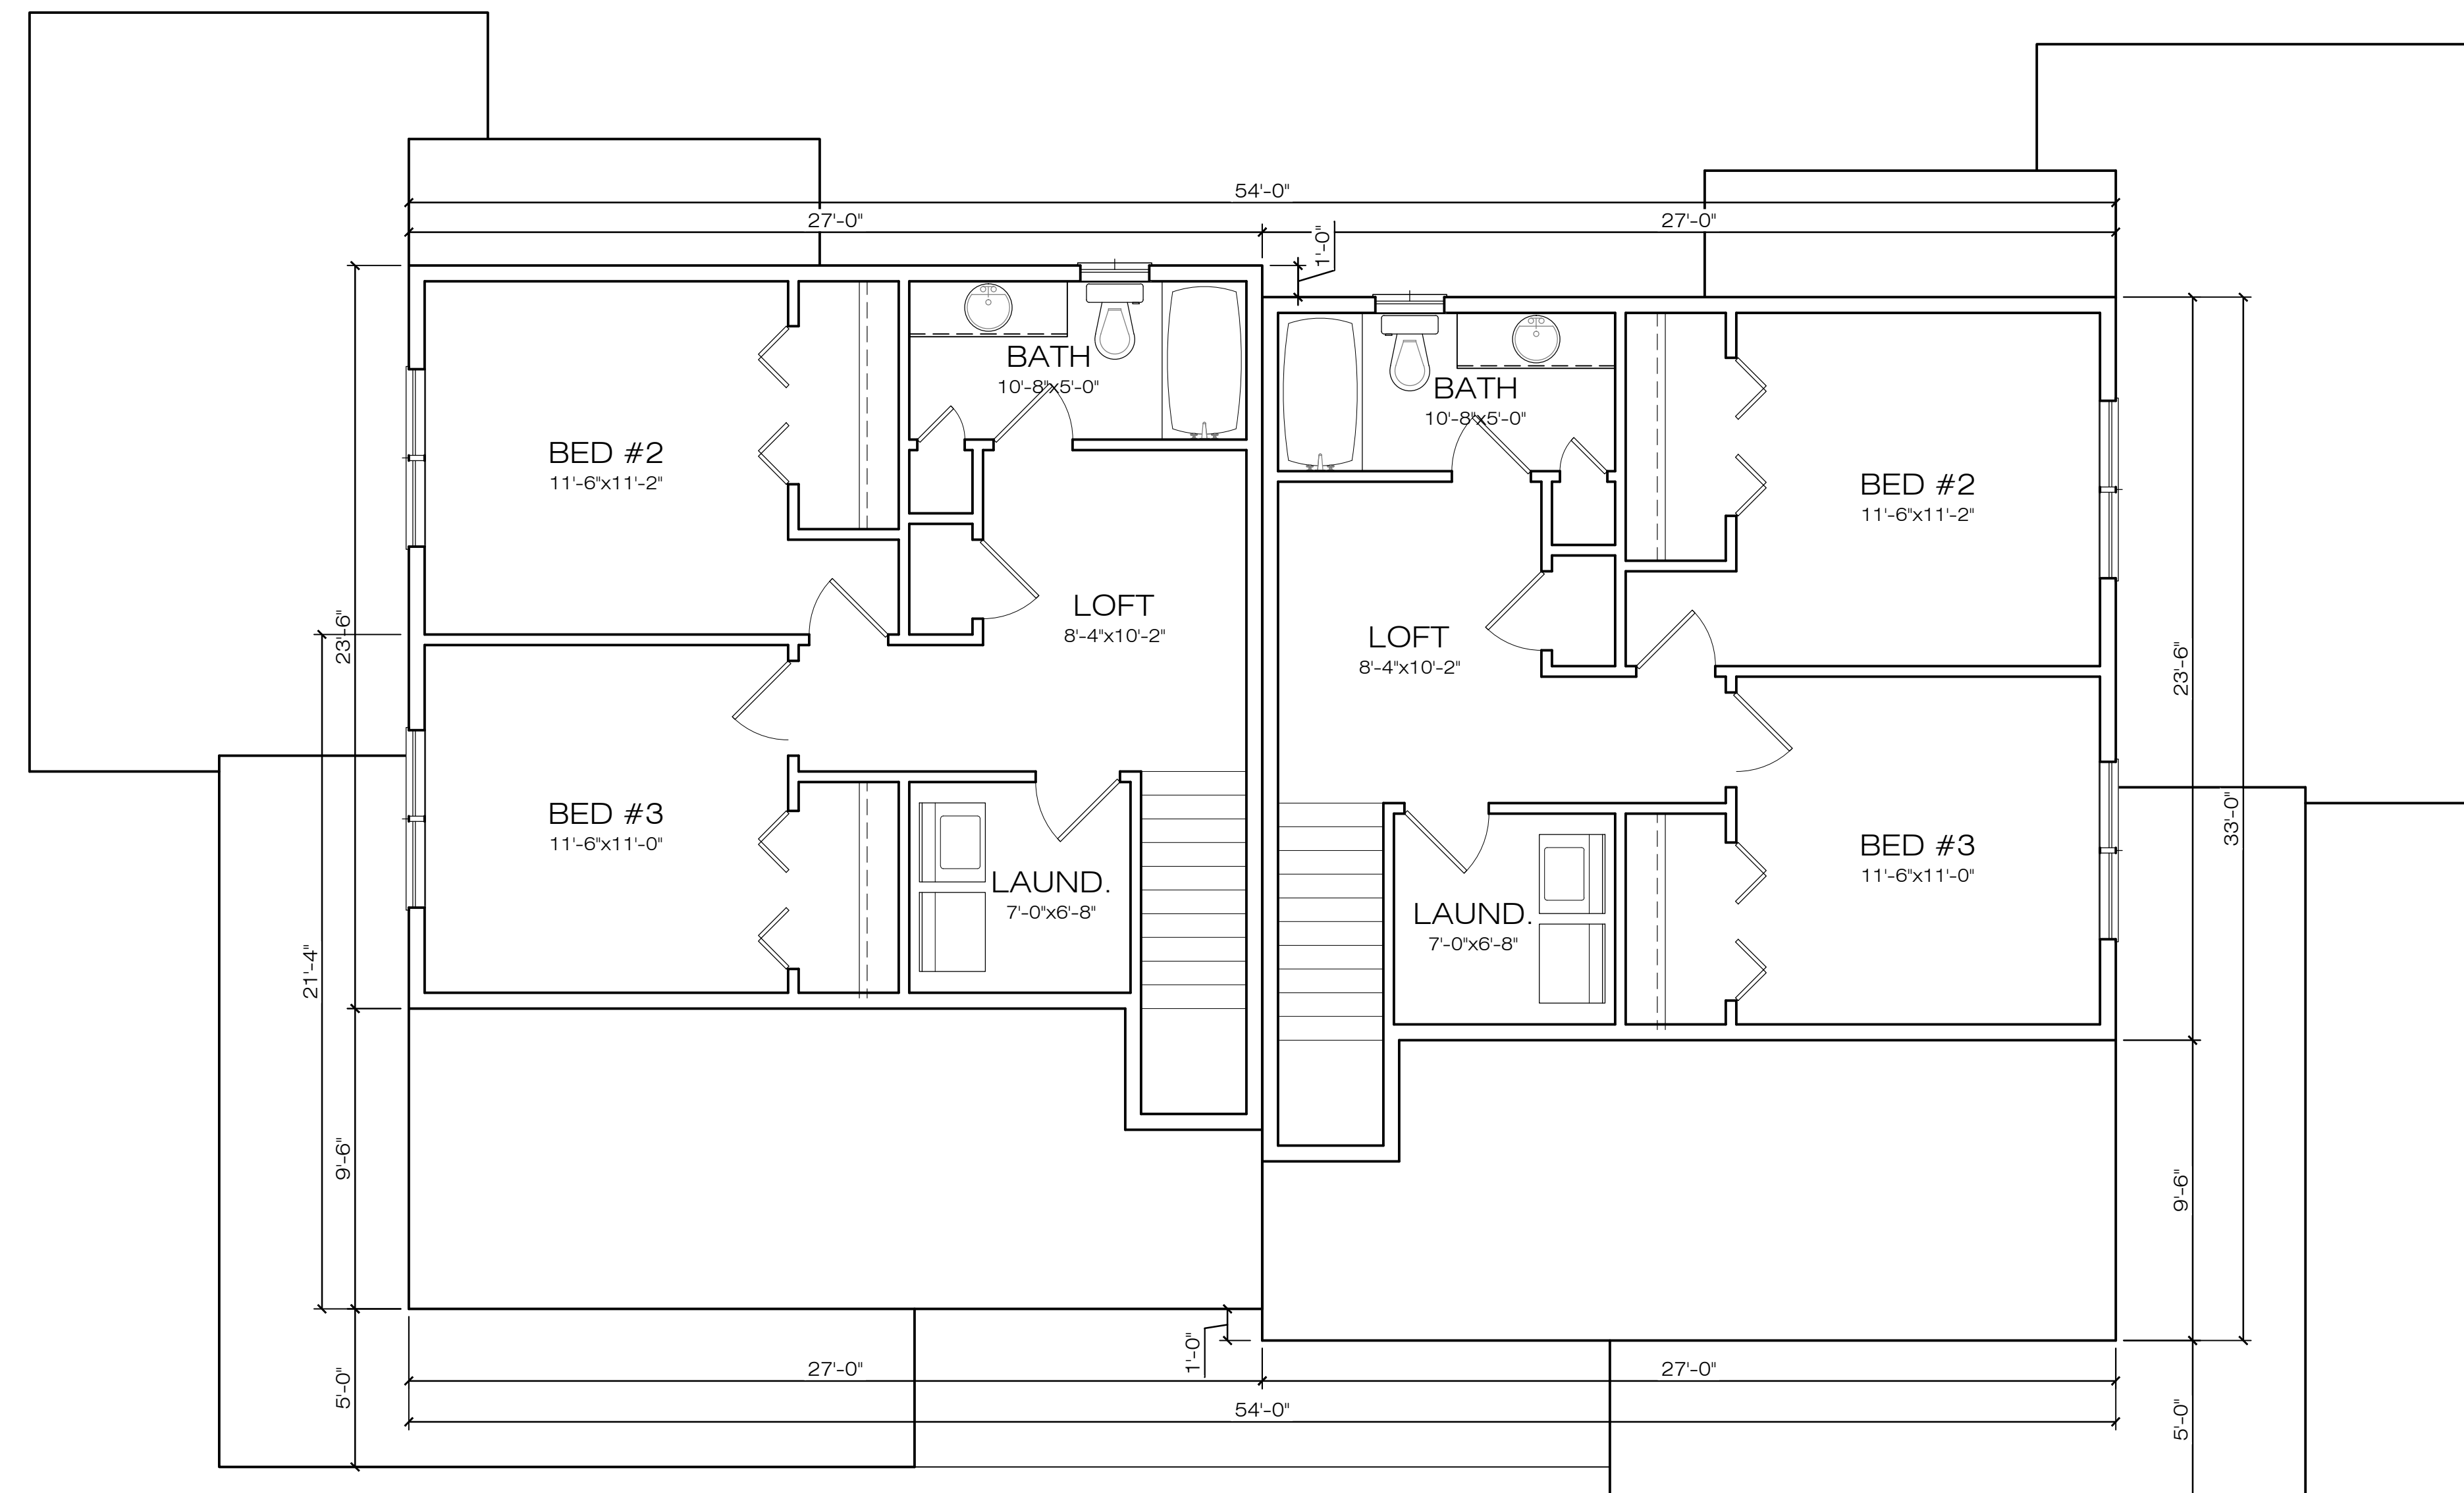 54'-0"
27'-0"
27'-0"
1'-0"
BATH
10'-8"x5'-0"
BATH
10'-8"x5'-0"
BED #2
11'-6"x11'-2"
BED #2
11'-6"x11'-2"
LOFT
8'-4"x10'-2"
LOFT
8'-4"x10'-2"
23'-6"
23'-6"
33'-0"
BED #3
11'-6"x11'-0"
BED #3
11'-6"x11'-0"
LAUND.
7'-0"x6'-8"
LAUND.
7'-0"x6'-8"
21'-4"
9'-6"
9'-6"
1'-0"
27'-0"
27'-0"
5'-0"
54'-0"
5'-0"